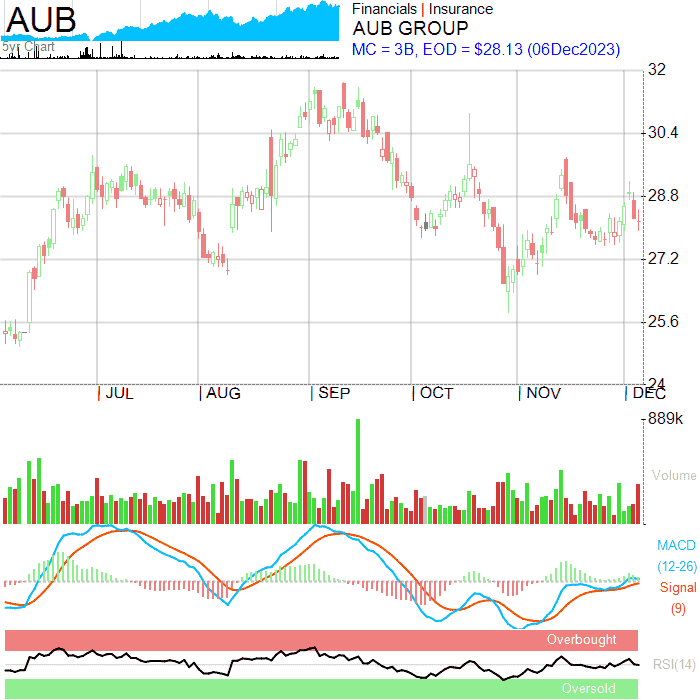 AUB
5yr Chart
Financials | Insurance
AUB GROUP
MC = 3B, EOD = $28.13 (06Dec2023)
32
30.4
28.8
27.2
25.6
24
JUL AUG SEP OCT NOV DEC
889k
Volume
MACD
(12-26)
Signal
(9)
Overbought
RSI(14)
Oversold